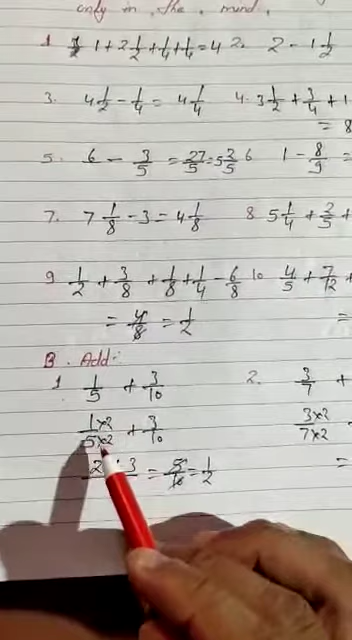 only in the mind.
1 1 + 2 1/2 + 1/4 + 1/4 = 4 2. 2 - 1 1/2
3. 4 1/2 - 1/4 = 4 1/4 4. 3 1/2 + 3/4 + 1
= 8
5. 6 - 3/5 = 27/5 = 5 2/5 6 1 - 8/9 =
7. 7 1/8 - 3 = 4 1/8 8 5 1/4 + 2/5 +
9 1/2 + 3/8 + 1/8 + 1/4 - 6/8 10 4/5 + 7/12 +
= 4/8 = 1/2 =
B. Add:
1 1/5 + 3/10 2. 3/7 +
1×2/5×2 + 3/10 3×2/7×2
2 + 3 = 5/10 = 1/2 =